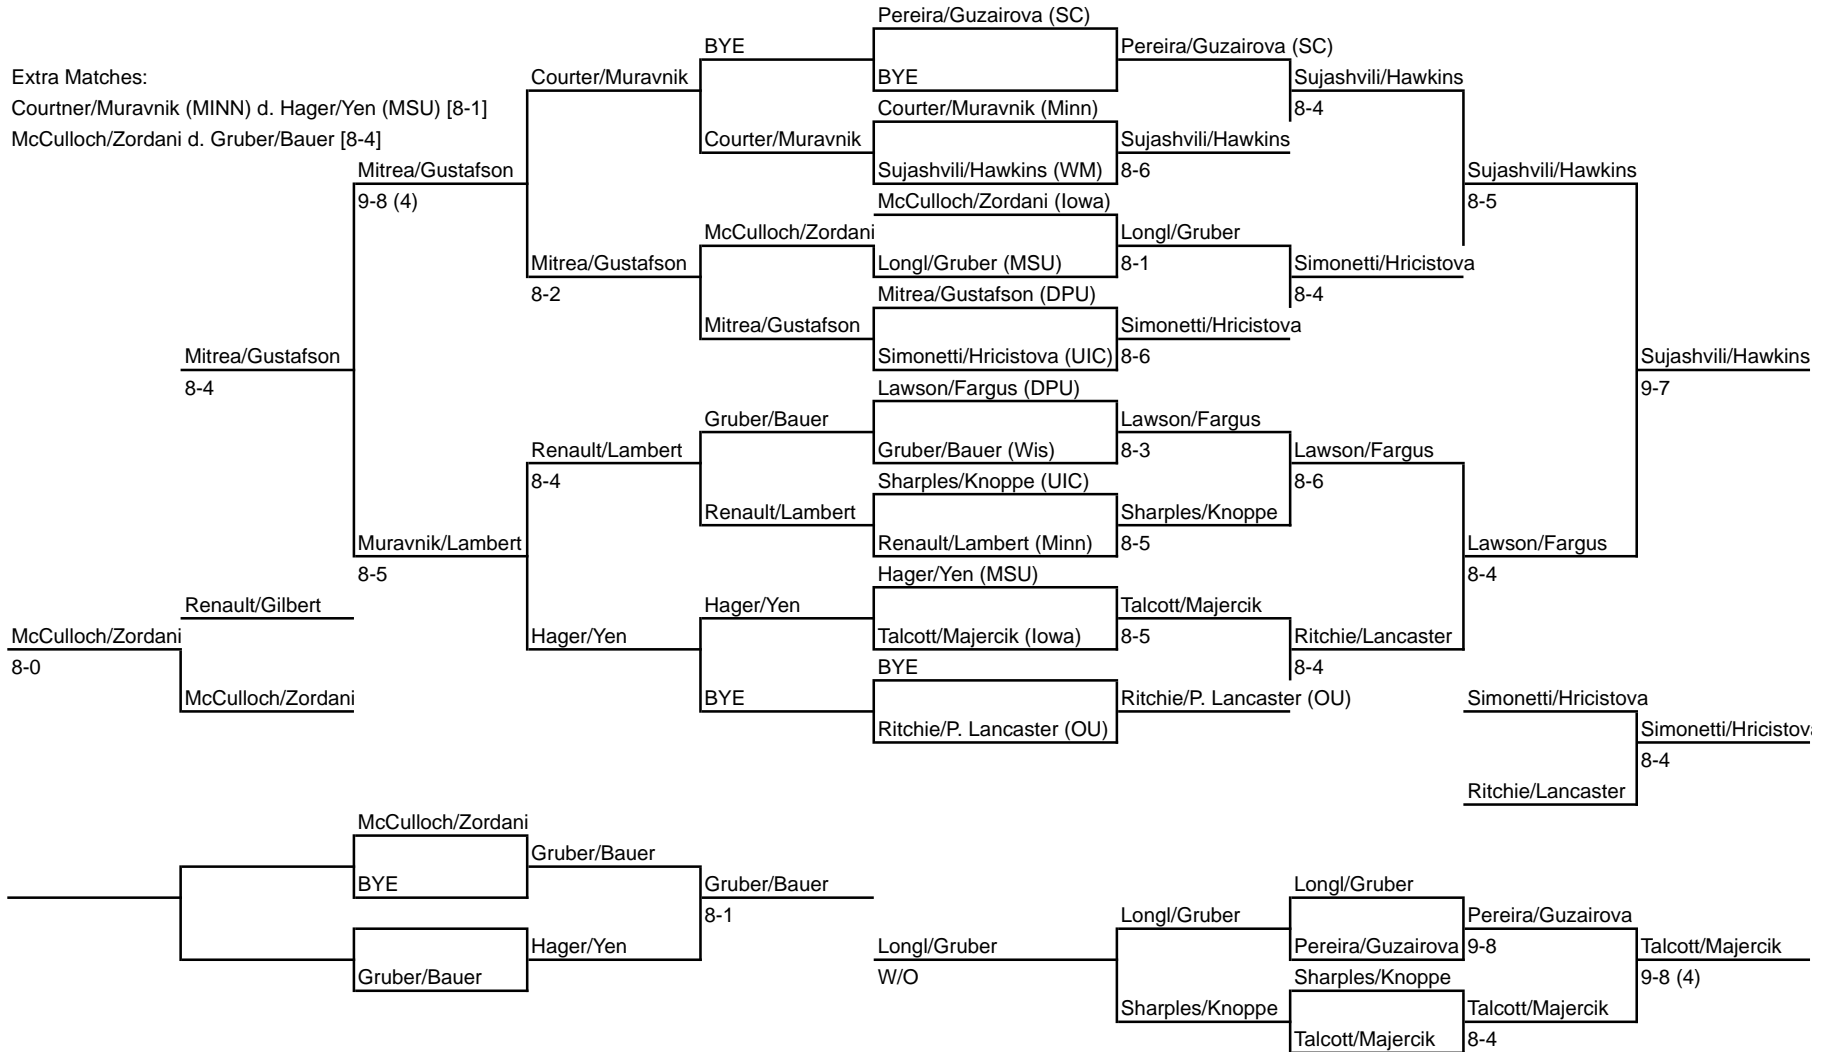 Pereira/Guzairova (SC)
BYE
Pereira/Guzairova (SC)
Extra Matches:
Courter/Muravnik
BYE
Sujashvili/Hawkins
Courtner/Muravnik (MINN) d. Hager/Yen (MSU) [8-1]
Courter/Muravnik (Minn)
8-4
McCulloch/Zordani d. Gruber/Bauer [8-4]
Courter/Muravnik
Sujashvili/Hawkins
Mitrea/Gustafson
Sujashvili/Hawkins (WM)
8-6
Sujashvili/Hawkins
9-8 (4)
McCulloch/Zordani (Iowa)
8-5
McCulloch/Zordani
Longl/Gruber
Mitrea/Gustafson
Longl/Gruber (MSU)
8-1
Simonetti/Hricistova
8-2
Mitrea/Gustafson (DPU)
8-4
Mitrea/Gustafson
Simonetti/Hricistova
Mitrea/Gustafson
Simonetti/Hricistova (UIC)
8-6
Sujashvili/Hawkins
8-4
Lawson/Fargus (DPU)
9-7
Gruber/Bauer
Lawson/Fargus
Renault/Lambert
Gruber/Bauer (Wis)
8-3
Lawson/Fargus
8-4
Sharples/Knoppe (UIC)
8-6
Renault/Lambert
Sharples/Knoppe
Muravnik/Lambert
Renault/Lambert (Minn)
8-5
Lawson/Fargus
8-5
Hager/Yen (MSU)
8-4
Renault/Gilbert
Hager/Yen
Talcott/Majercik
McCulloch/Zordani
Hager/Yen
Talcott/Majercik (Iowa)
8-5
Ritchie/Lancaster
8-0
BYE
8-4
McCulloch/Zordani
BYE
Ritchie/P. Lancaster (OU)
Simonetti/Hricistova
Ritchie/P. Lancaster (OU)
Simonetti/Hricistov
8-4
Ritchie/Lancaster
McCulloch/Zordani
Gruber/Bauer
BYE
Gruber/Bauer
Longl/Gruber
8-1
Longl/Gruber
Pereira/Guzairova
Hager/Yen
Longl/Gruber
Pereira/Guzairova
9-8
Talcott/Majercik
Gruber/Bauer
W/O
Sharples/Knoppe
9-8 (4)
Sharples/Knoppe
Talcott/Majercik
Talcott/Majercik
8-4